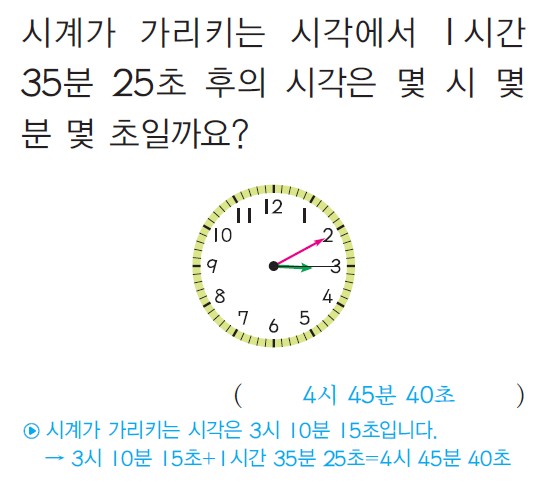 시계가 가리키는 시각에서 1시간
35분 25초 후의 시각은 몇 시 몇
분 몇 초일까요?
12
11 1
10 2
9 3
8 4
7 5
6
( 4시 45분 40초 )
▶ 시계가 가리키는 시각은 3시 10분 15초입니다.
→ 3시 10분 15초+1시간 35분 25초=4시 45분 40초